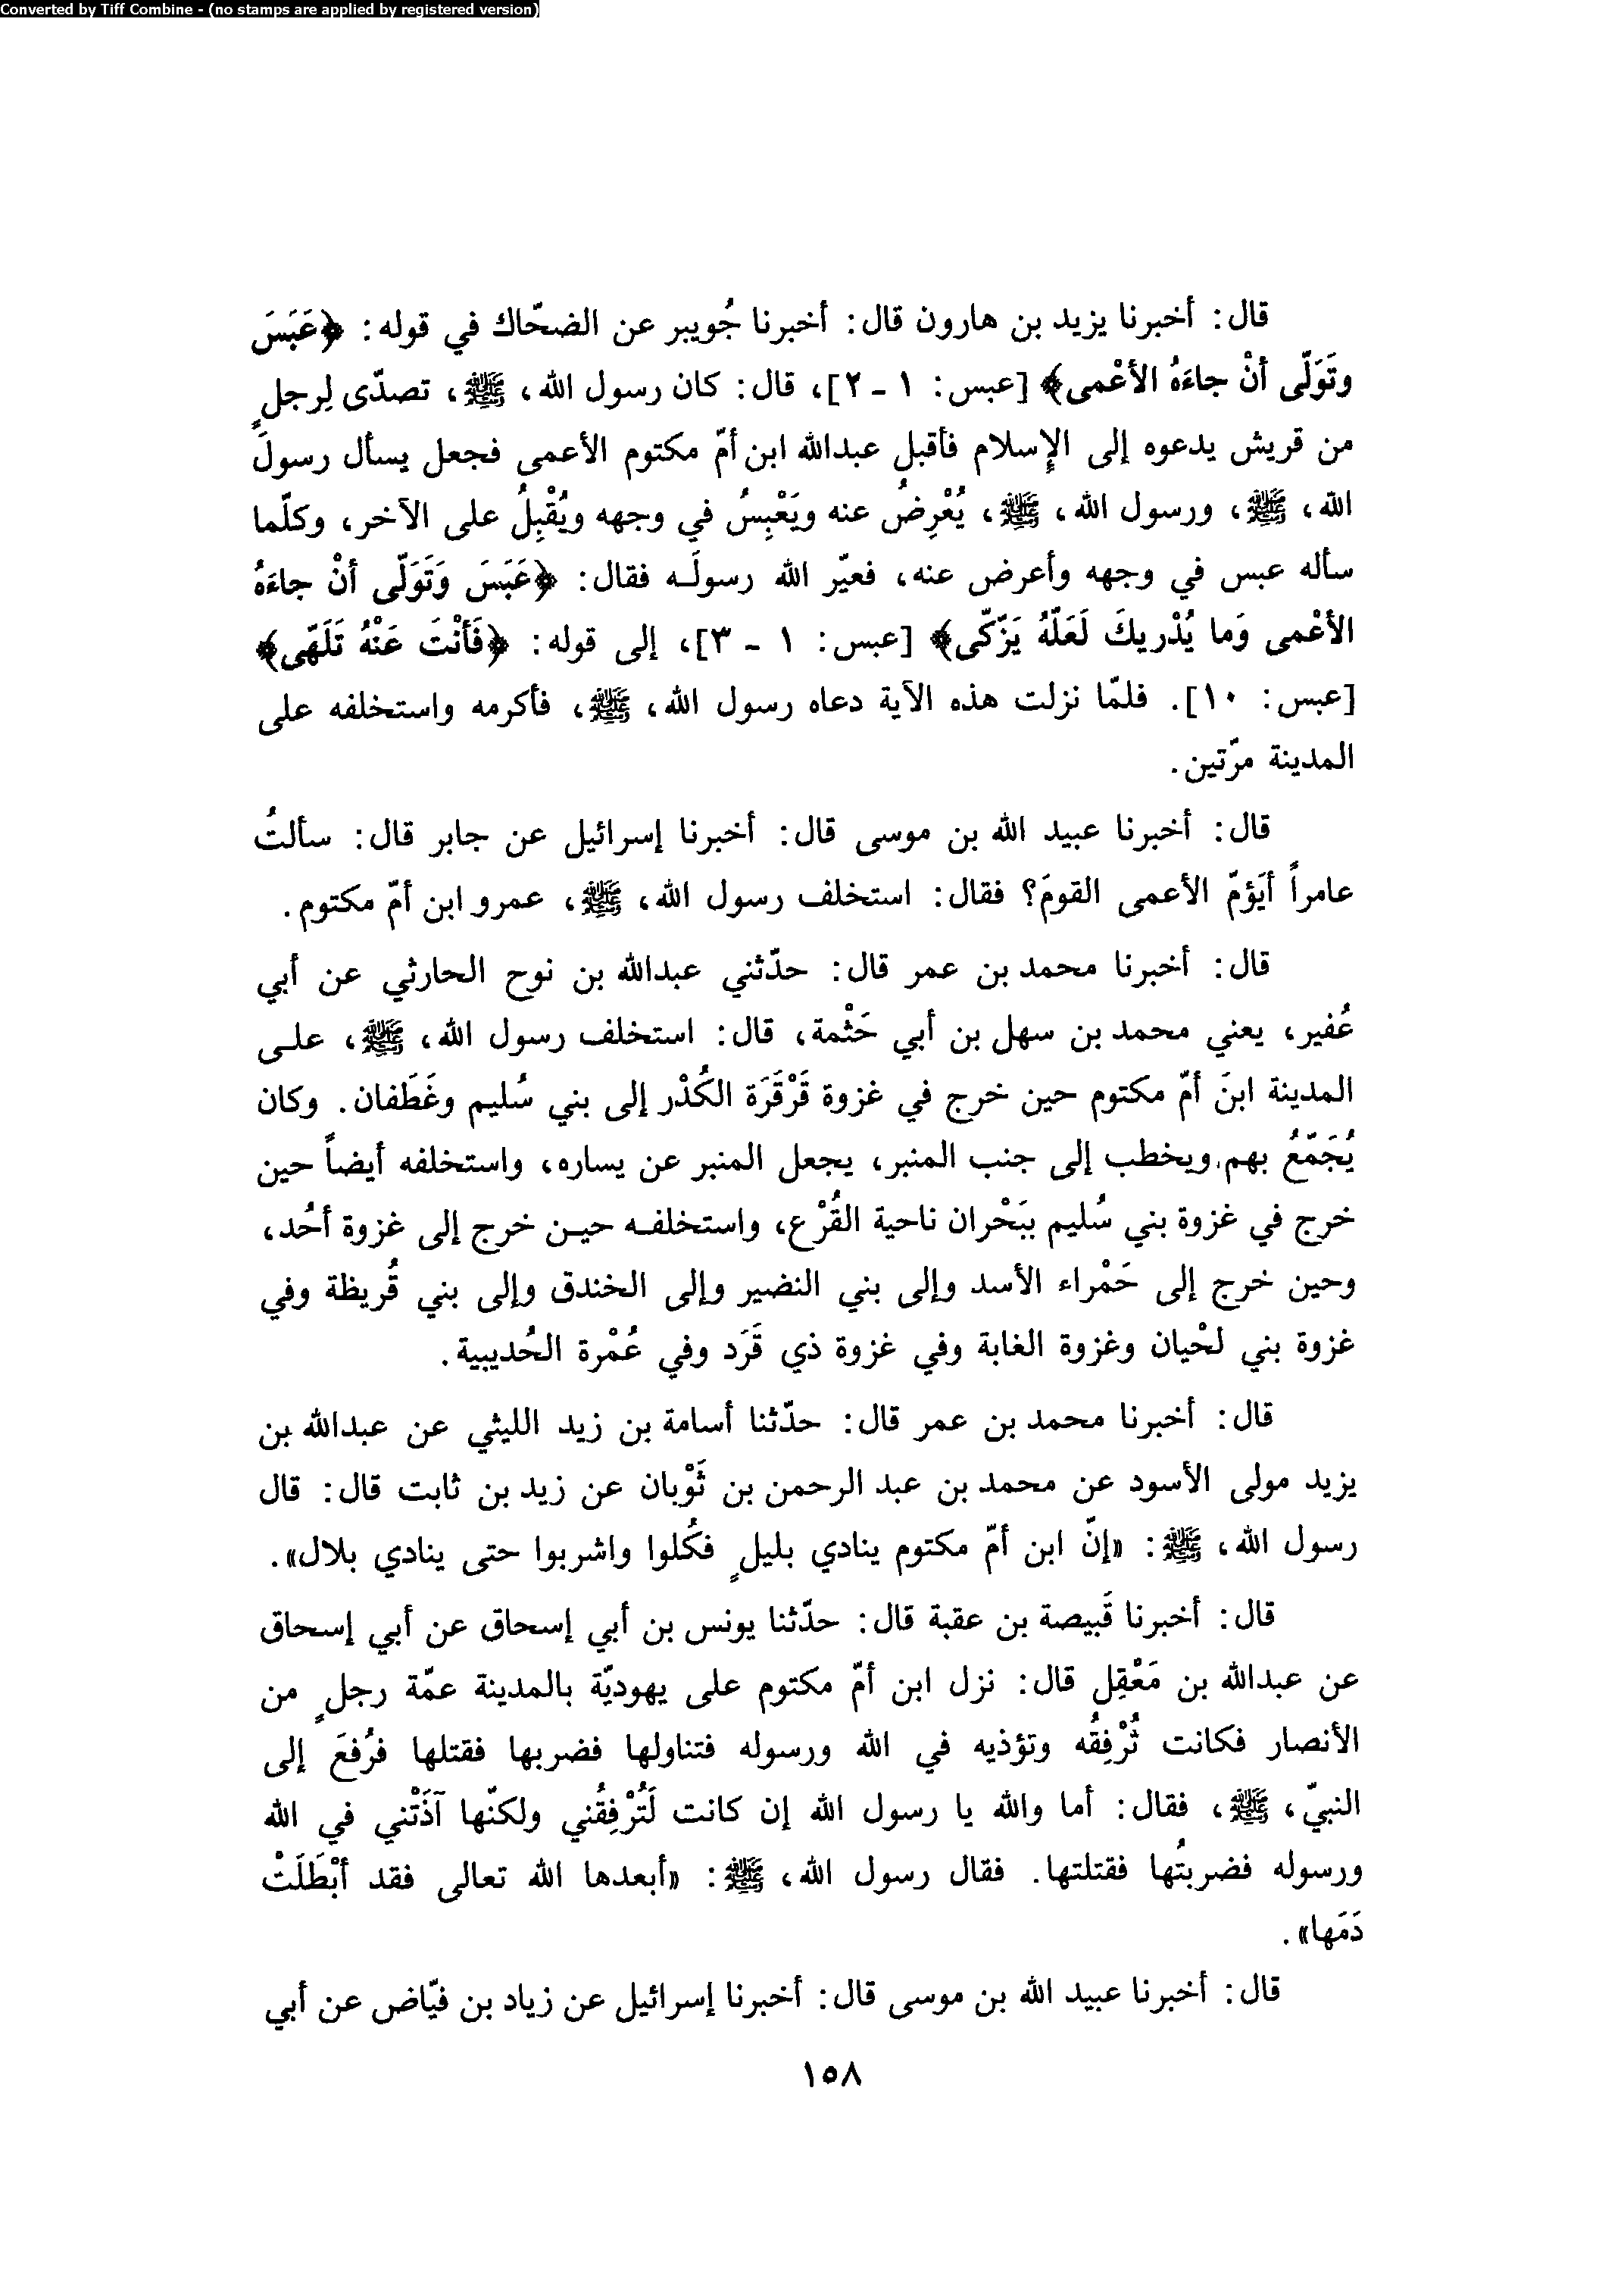 Converted by Tiff Combine - (no stamps are applied by registered version)
قال: أخبرنا يزيد بن هارون قال: أخبرنا جُويبر عن الضحّاك في قوله: ﴿عَبَسَ
وتَوَلّى أنْ جاءَهُ الأعْمى﴾ [عبس: ١ ـ ٢]، قال: كان رسول الله، ﷺ، تصدّى لِرجلٍ
من قريش يدعوه إلى الإسلام فأقبل عبدالله ابن أمّ مكتوم الأعمى فجعل يسأل رسولَ
الله، ﷺ، ورسول الله، ﷺ، يُعْرِضُ عنه ويَعْبِسُ في وجهه ويُقْبِلُ على الآخر، وكلّما
سأله عبس في وجهه وأعرض عنه، فعيّر الله رسولَـه فقال: ﴿عَبَسَ وَتَوَلّى أنْ جاءَهُ
الأعْمى وَما يُدْريكَ لَعَلّهُ يَزّكّى﴾ [عبس: ١ ـ ٣]، إلى قوله: ﴿فَأنْتَ عَنْهُ تَلَهّى﴾
[عبس: ١٠]. فلمّا نزلت هذه الآية دعاه رسول الله، ﷺ، فأكرمه واستخلفه على
المدينة مرّتين.
قال: أخبرنا عبيد الله بن موسى قال: أخبرنا إسرائيل عن جابر قال: سألتُ
عامراً أيَؤمّ الأعمى القومَ؟ فقال: استخلف رسول الله، ﷺ، عمرو ابن أمّ مكتوم.
قال: أخبرنا محمد بن عمر قال: حدّثني عبدالله بن نوح الحارثي عن أبي
عُفير، يعني محمد بن سهل بن أبي حَثْمة، قال: استخلف رسول الله، ﷺ، علـى
المدينة ابنَ أمّ مكتوم حين خرج في غزوة قَرْقَرَة الكُدْر إلى بني سُليم وغَطَفان. وكان
يُجَمّعُ بهم ويخطب إلى جنب المنبر، يجعل المنبر عن يساره، واستخلفه أيضاً حين
خرج في غزوة بني سُليم ببَحْران ناحية الفُرْع، واستخلفـه حيـن خرج إلى غزوة أُحُد،
وحين خرج إلى حَمْراء الأسد وإلى بني النضير وإلى الخندق وإلى بني قُريظة وفي
غزوة بني لحْيان وغزوة الغابة وفي غزوة ذي قَرَد وفي عُمْرة الحُديبية.
قال: أخبرنا محمد بن عمر قال: حدّثنا أسامة بن زيد الليثي عن عبدالله بن
يزيد مولى الأسود عن محمد بن عبد الرحمن بن ثَوْبان عن زيد بن ثابت قال: قال
رسول الله، ﷺ: «إنّ ابن أمّ مكتوم ينادي بليلٍ فكُلوا واشربوا حتى ينادي بلال».
قال: أخبرنا قَبيصة بن عقبة قال: حدّثنا يونس بن أبي إسحاق عن أبي إسحاق
عن عبدالله بن مَعْقِل قال: نزل ابن أمّ مكتوم على يهوديّة بالمدينة عمّة رجلٍ من
الأنصار فكانت تُرْفِقُه وتؤذيه في الله ورسوله فتناولها فضربها فقتلها فرُفعَ إلى
النبيّ، ﷺ، فقال: أما والله يا رسول الله إن كانت لَتُرْفِقُني ولكنّها آذَتْني في الله
ورسوله فضربتُها فقتلتها. فقال رسول الله، ﷺ: «أبعدها الله تعالى فقد أبْطَلَتْ
دَمَها».
قال: أخبرنا عبيد الله بن موسى قال: أخبرنا إسرائيل عن زياد بن فيّاض عن أبي
١٥٨